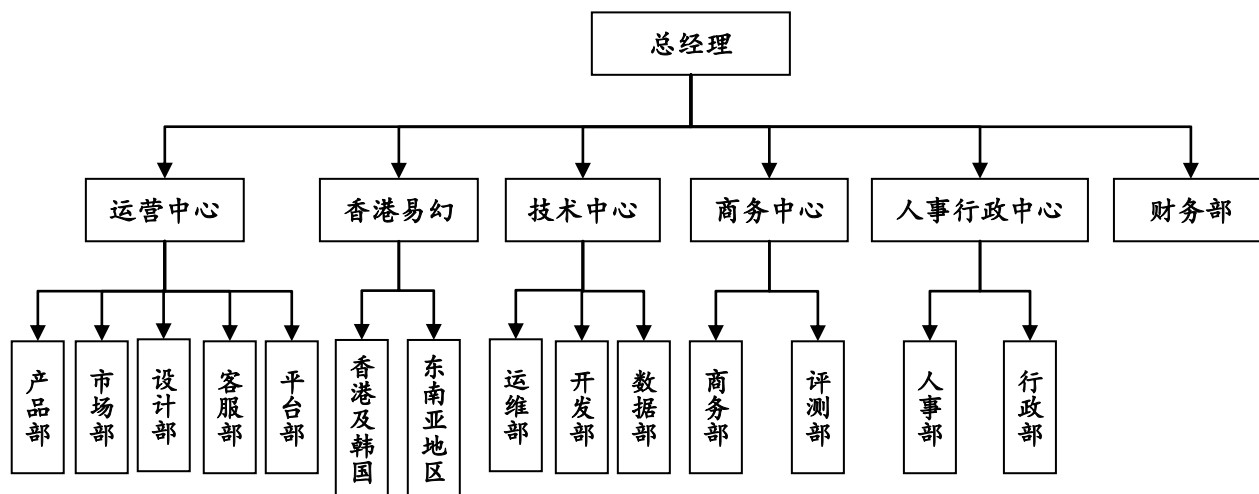 总经理
运营中心
香港易幻
技术中心
商务中心
人事行政中心
财务部
产品部
市场部
设计部
客服部
平台部
香港及韩国
东南亚地区
运维部
开发部
数据部
商务部
评测部
人事部
行政部